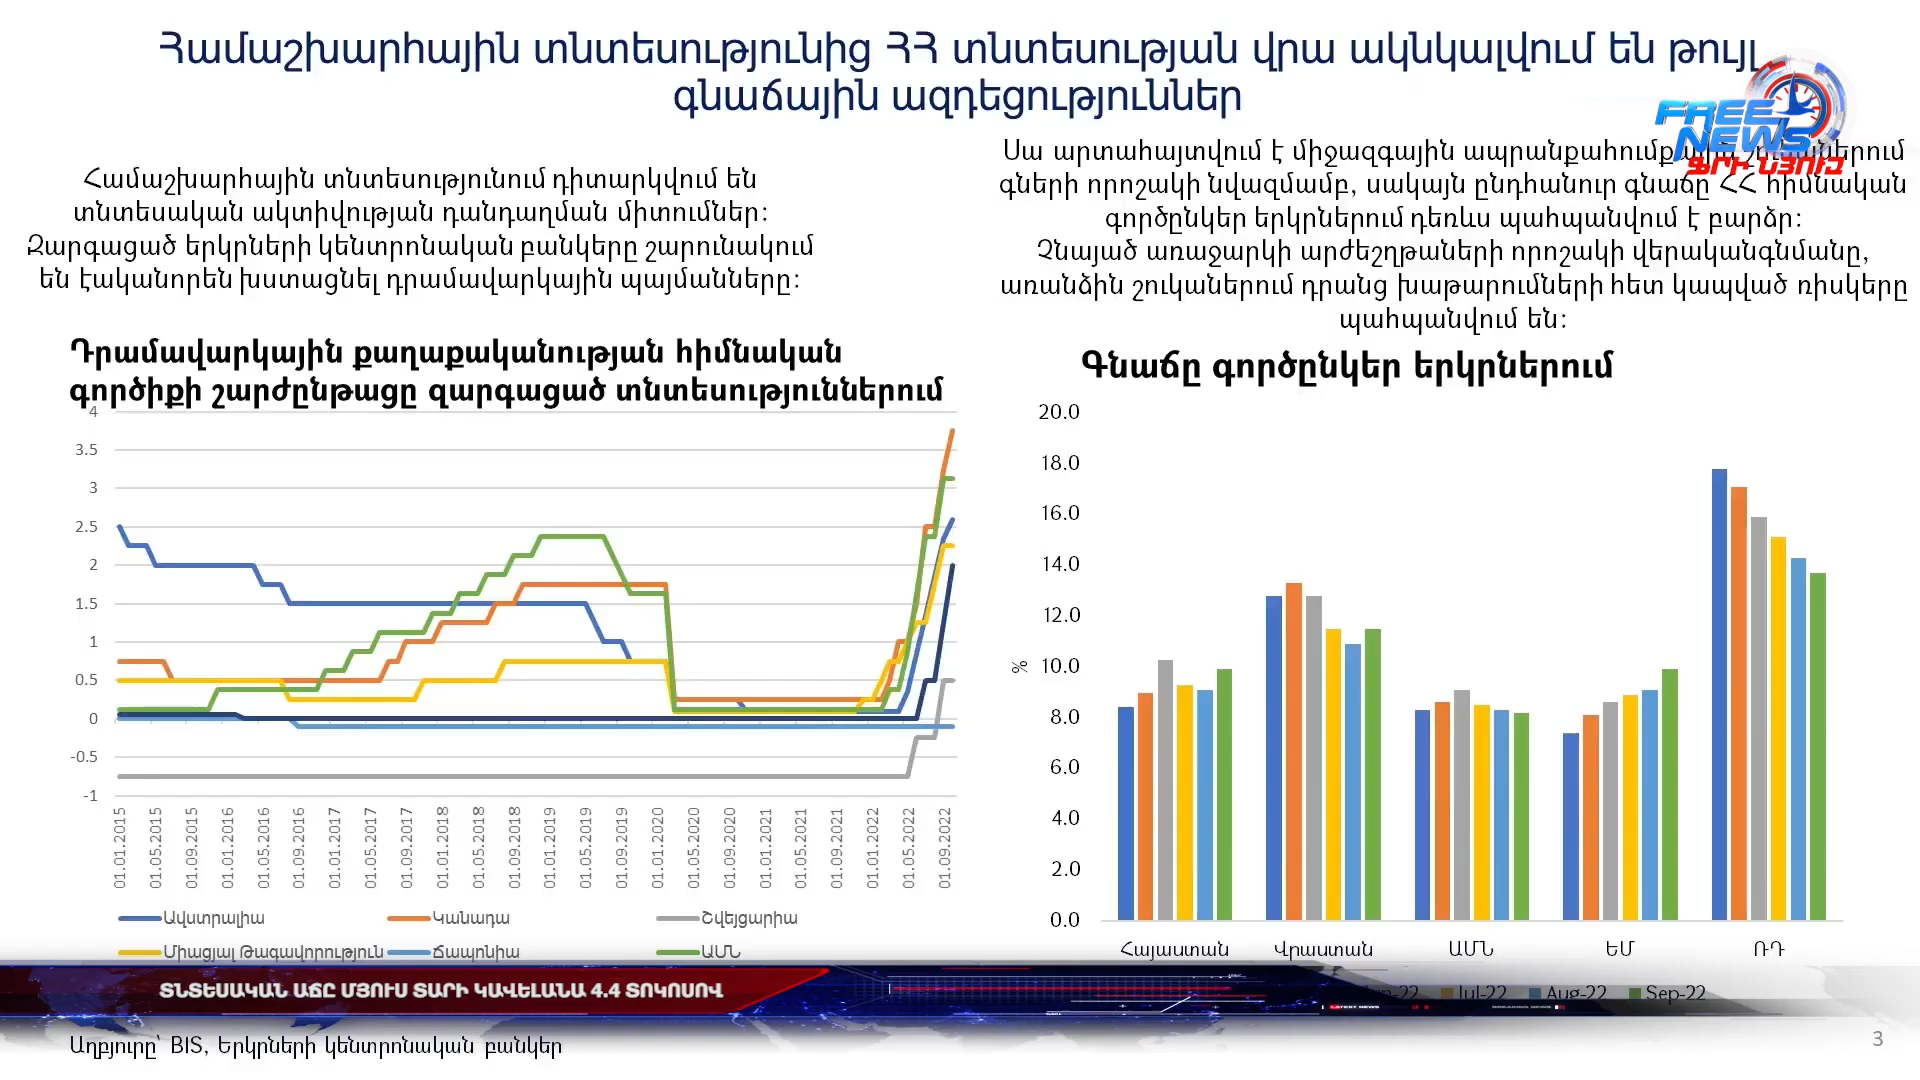 Համաշխարհային տնտեսությունից ՀՀ տնտեսության վրա ակնկալվում են թույլ
գնաճային ազդեցություններ
FREE
NEWS
ՖՐԻ ՆՅՈՒԶ
Համաշխարհային տնտեսությունում դիտարկվում են
տնտեսական ակտիվության դանդաղման միտումներ:
Զարգացած երկրների կենտրոնական բանկերը շարունակում
են էականորեն խստացնել դրամավարկային պայմանները:
Սա արտահայտվում է միջազգային
գների որոշակի նվազմամբ, սակայն ընդհանուր գնաճը ՀՀ հիմնական
գործընկեր երկրներում դեռևս պահպանվում է բարձր:
Չնայած առաջարկի արժեշղթաների որոշակի վերականգնմանը,
առանձին շուկաներում դրանց խաթարումների հետ կապված ռիսկերը
պահպանվում են:
Դրամավարկային քաղաքականության հիմնական
գործիքի շարժընթացը զարգացած տնտեսություններում
4
3.5
3
2.5
2
1.5
1
0.5
0
-0.5
-1
01.01.2015
01.05.2015
01.09.2015
01.01.2016
01.05.2016
01.09.2016
01.01.2017
01.05.2017
01.09.2017
01.01.2018
01.05.2018
01.09.2018
01.01.2019
01.05.2019
01.09.2019
01.01.2020
01.05.2020
01.09.2020
01.01.2021
01.05.2021
01.09.2021
01.01.2022
01.05.2022
01.09.2022
Ավստրալիա Կանադա Շվեյցարիա
Միացյալ Թագավորություն Ճապոնիա ԱՄՆ
Գնաճը գործընկեր երկրներում
20.0
18.0
16.0
14.0
12.0
10.0
8.0
6.0
4.0
2.0
0.0
%
Հայաստան Վրաստան ԱՄՆ ԵՄ ՌԴ
Jul-22 Aug-22 Sep-22
ՏՆՏԵՍԱԿԱՆ ԱՃԸ ՄՅՈՒՍ ՏԱՐԻ ԿԱՎԵԼԱՆԱ 4.4 ՏՈԿՈՍՈՎ
LATEST NEWS
BREAKING NEWS
Աղբյուրը՝ BIS, Երկրների կենտրոնական բանկեր
3